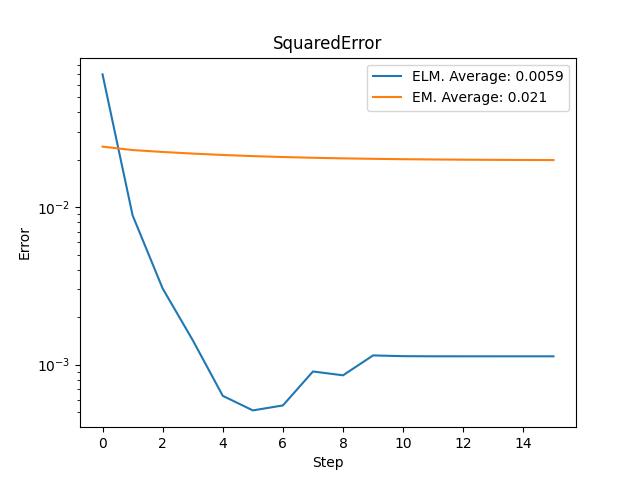 SquaredError
ELM. Average: 0.0059
EM. Average: 0.021
Error
10⁻²
10⁻³
0 2 4 6 8 10 12 14
Step